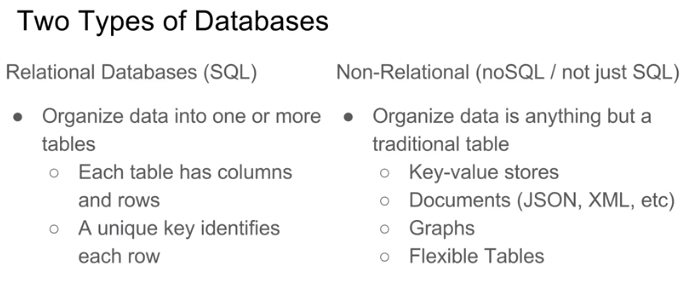 Two Types of Databases
Relational Databases (SQL)
● Organize data into one or more
tables
○ Each table has columns
and rows
○ A unique key identifies
each row
Non-Relational (noSQL / not just SQL)
● Organize data is anything but a
traditional table
○ Key-value stores
○ Documents (JSON, XML, etc)
○ Graphs
○ Flexible Tables